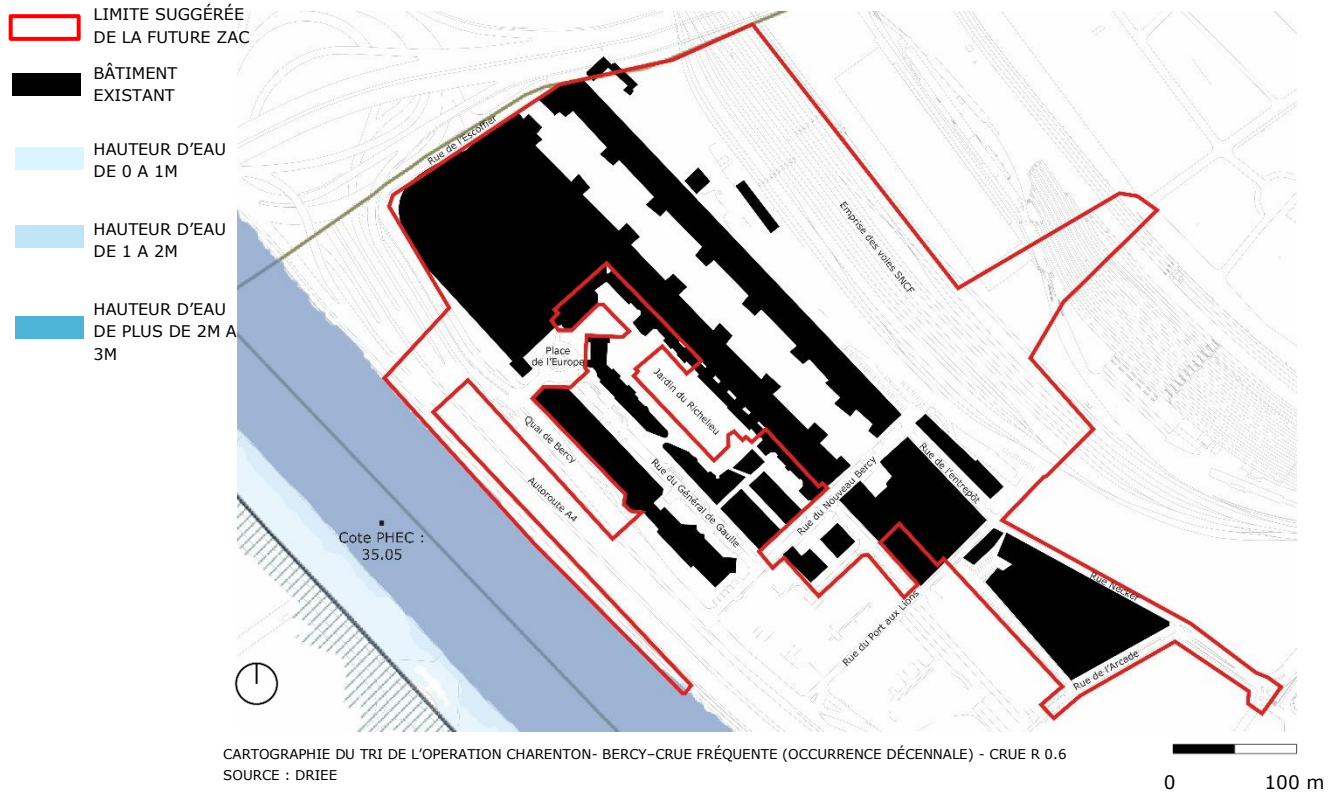 LIMITE SUGGÉRÉE
DE LA FUTURE ZAC
BÂTIMENT
EXISTANT
HAUTEUR D'EAU
DE 0 A 1M
HAUTEUR D'EAU
DE 1 A 2M
HAUTEUR D'EAU
DE PLUS DE 2M A
3M
Rue de l'Escoffier
Emprise des voies SNCF
Place
de l'Europe
Jardin du Richelieu
Quai de Bercy
Autoroute A4
Rue du Général de Gaulle
Rue du Nouveau Bercy
Rue de l'entrepôt
Cote PHEC :
35.05
Rue Necker
Rue du Port aux Lions
Rue de l'Arcade
CARTOGRAPHIE DU TRI DE L'OPERATION CHARENTON- BERCY–CRUE FRÉQUENTE (OCCURRENCE DÉCENNALE) - CRUE R 0.6
SOURCE : DRIEE
0 100 m